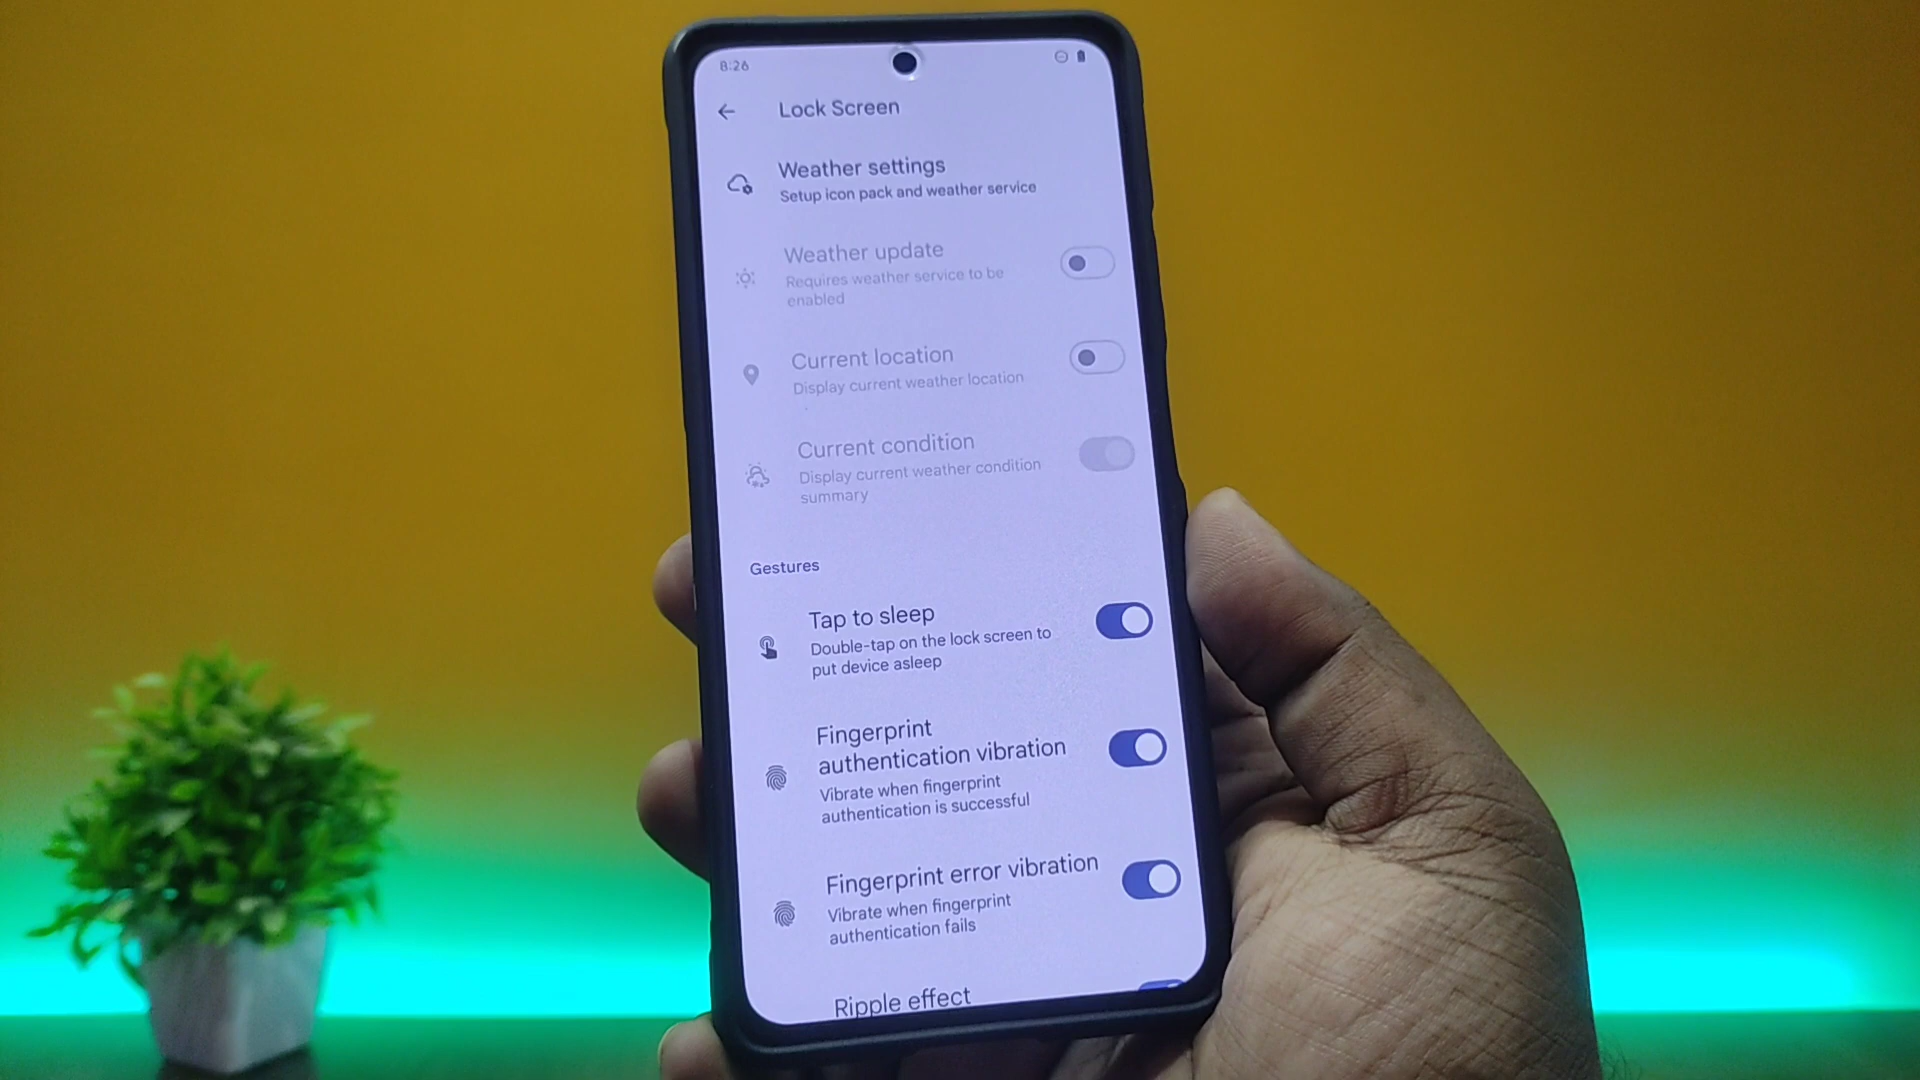 8:26
Lock Screen
Weather settings
Setup icon pack and weather service
Weather update
Requires weather service to be
enabled
Current location
Display current weather location
Current condition
Display current weather condition
summary
Gestures
Tap to sleep
Double-tap on the lock screen to
put device asleep
Fingerprint
authentication vibration
Vibrate when fingerprint
authentication is successful
Fingerprint error vibration
Vibrate when fingerprint
authentication fails
Ripple effect